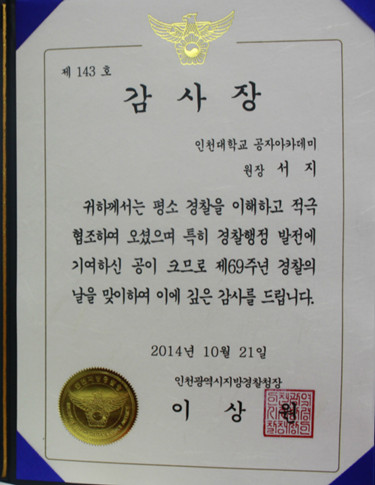 제 143 호
감 사 장
인천대학교 공자아카데미
원장 서 지
귀하께서는 평소 경찰을 이해하고 적극
협조하여 오셨으며 특히 경찰행정 발전에
기여하신 공이 크므로 제69주년 경찰의
날을 맞이하여 이에 깊은 감사를 드립니다.
2014년 10월 21일
인천광역시지방경찰청장
이 상 원